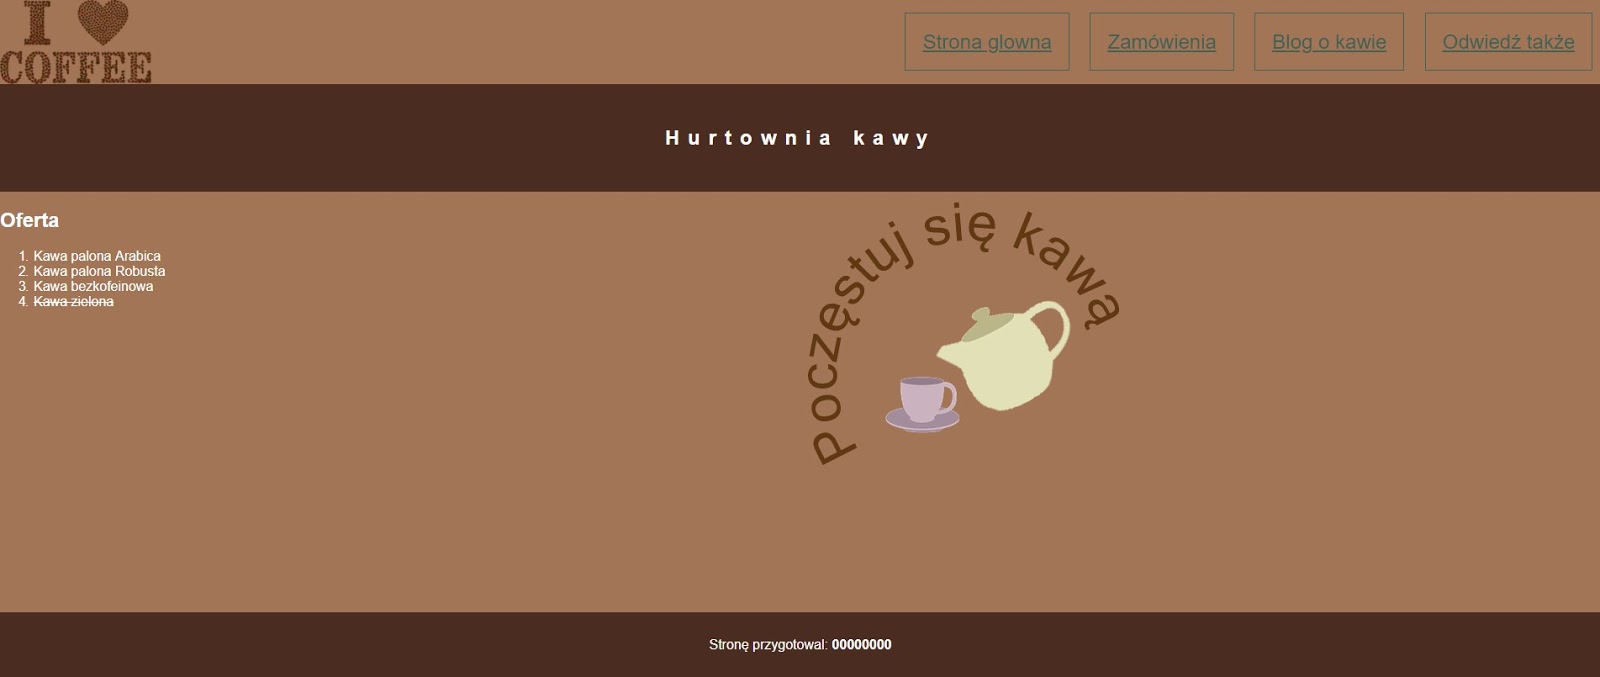 I
COFFEE
Strona glowna
Zamówienia
Blog o kawie
Odwiedź także
Hurtownia kawy
Oferta
1. Kawa palona Arabica
2. Kawa palona Robusta
3. Kawa bezkofeinowa
4. Kawa zielona
Poczęstuj się kawą
Stronę przygotowal: 00000000